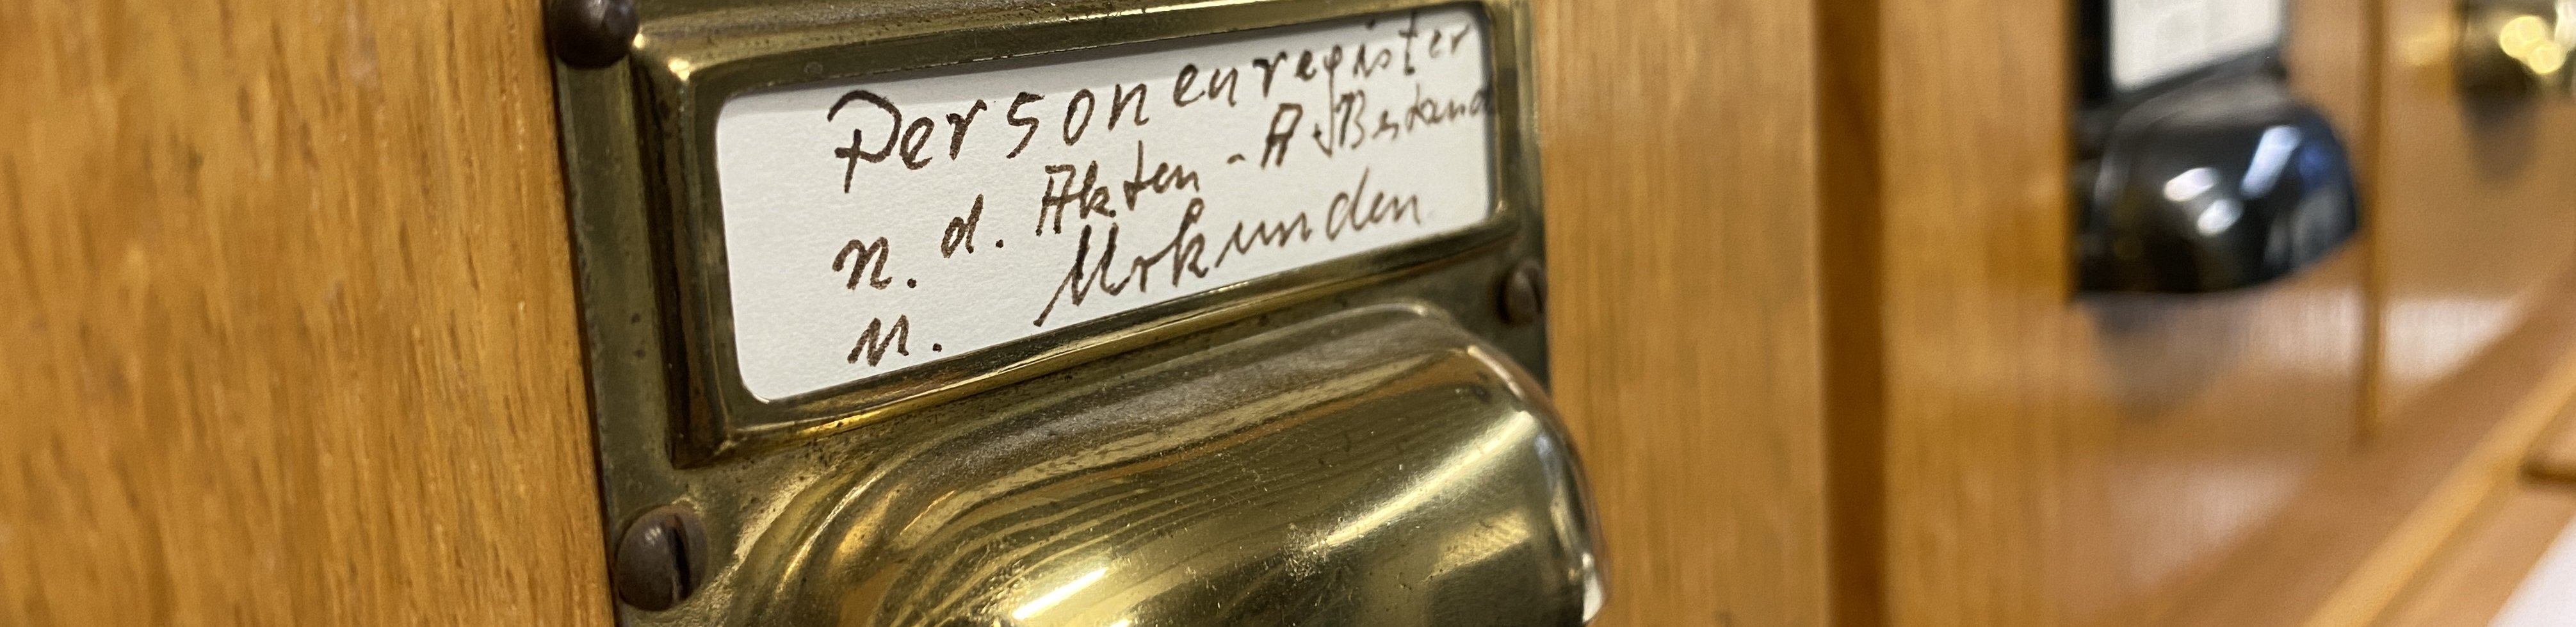 Personenregister
n. d. Akten - A-Bestand
u. Urkunden